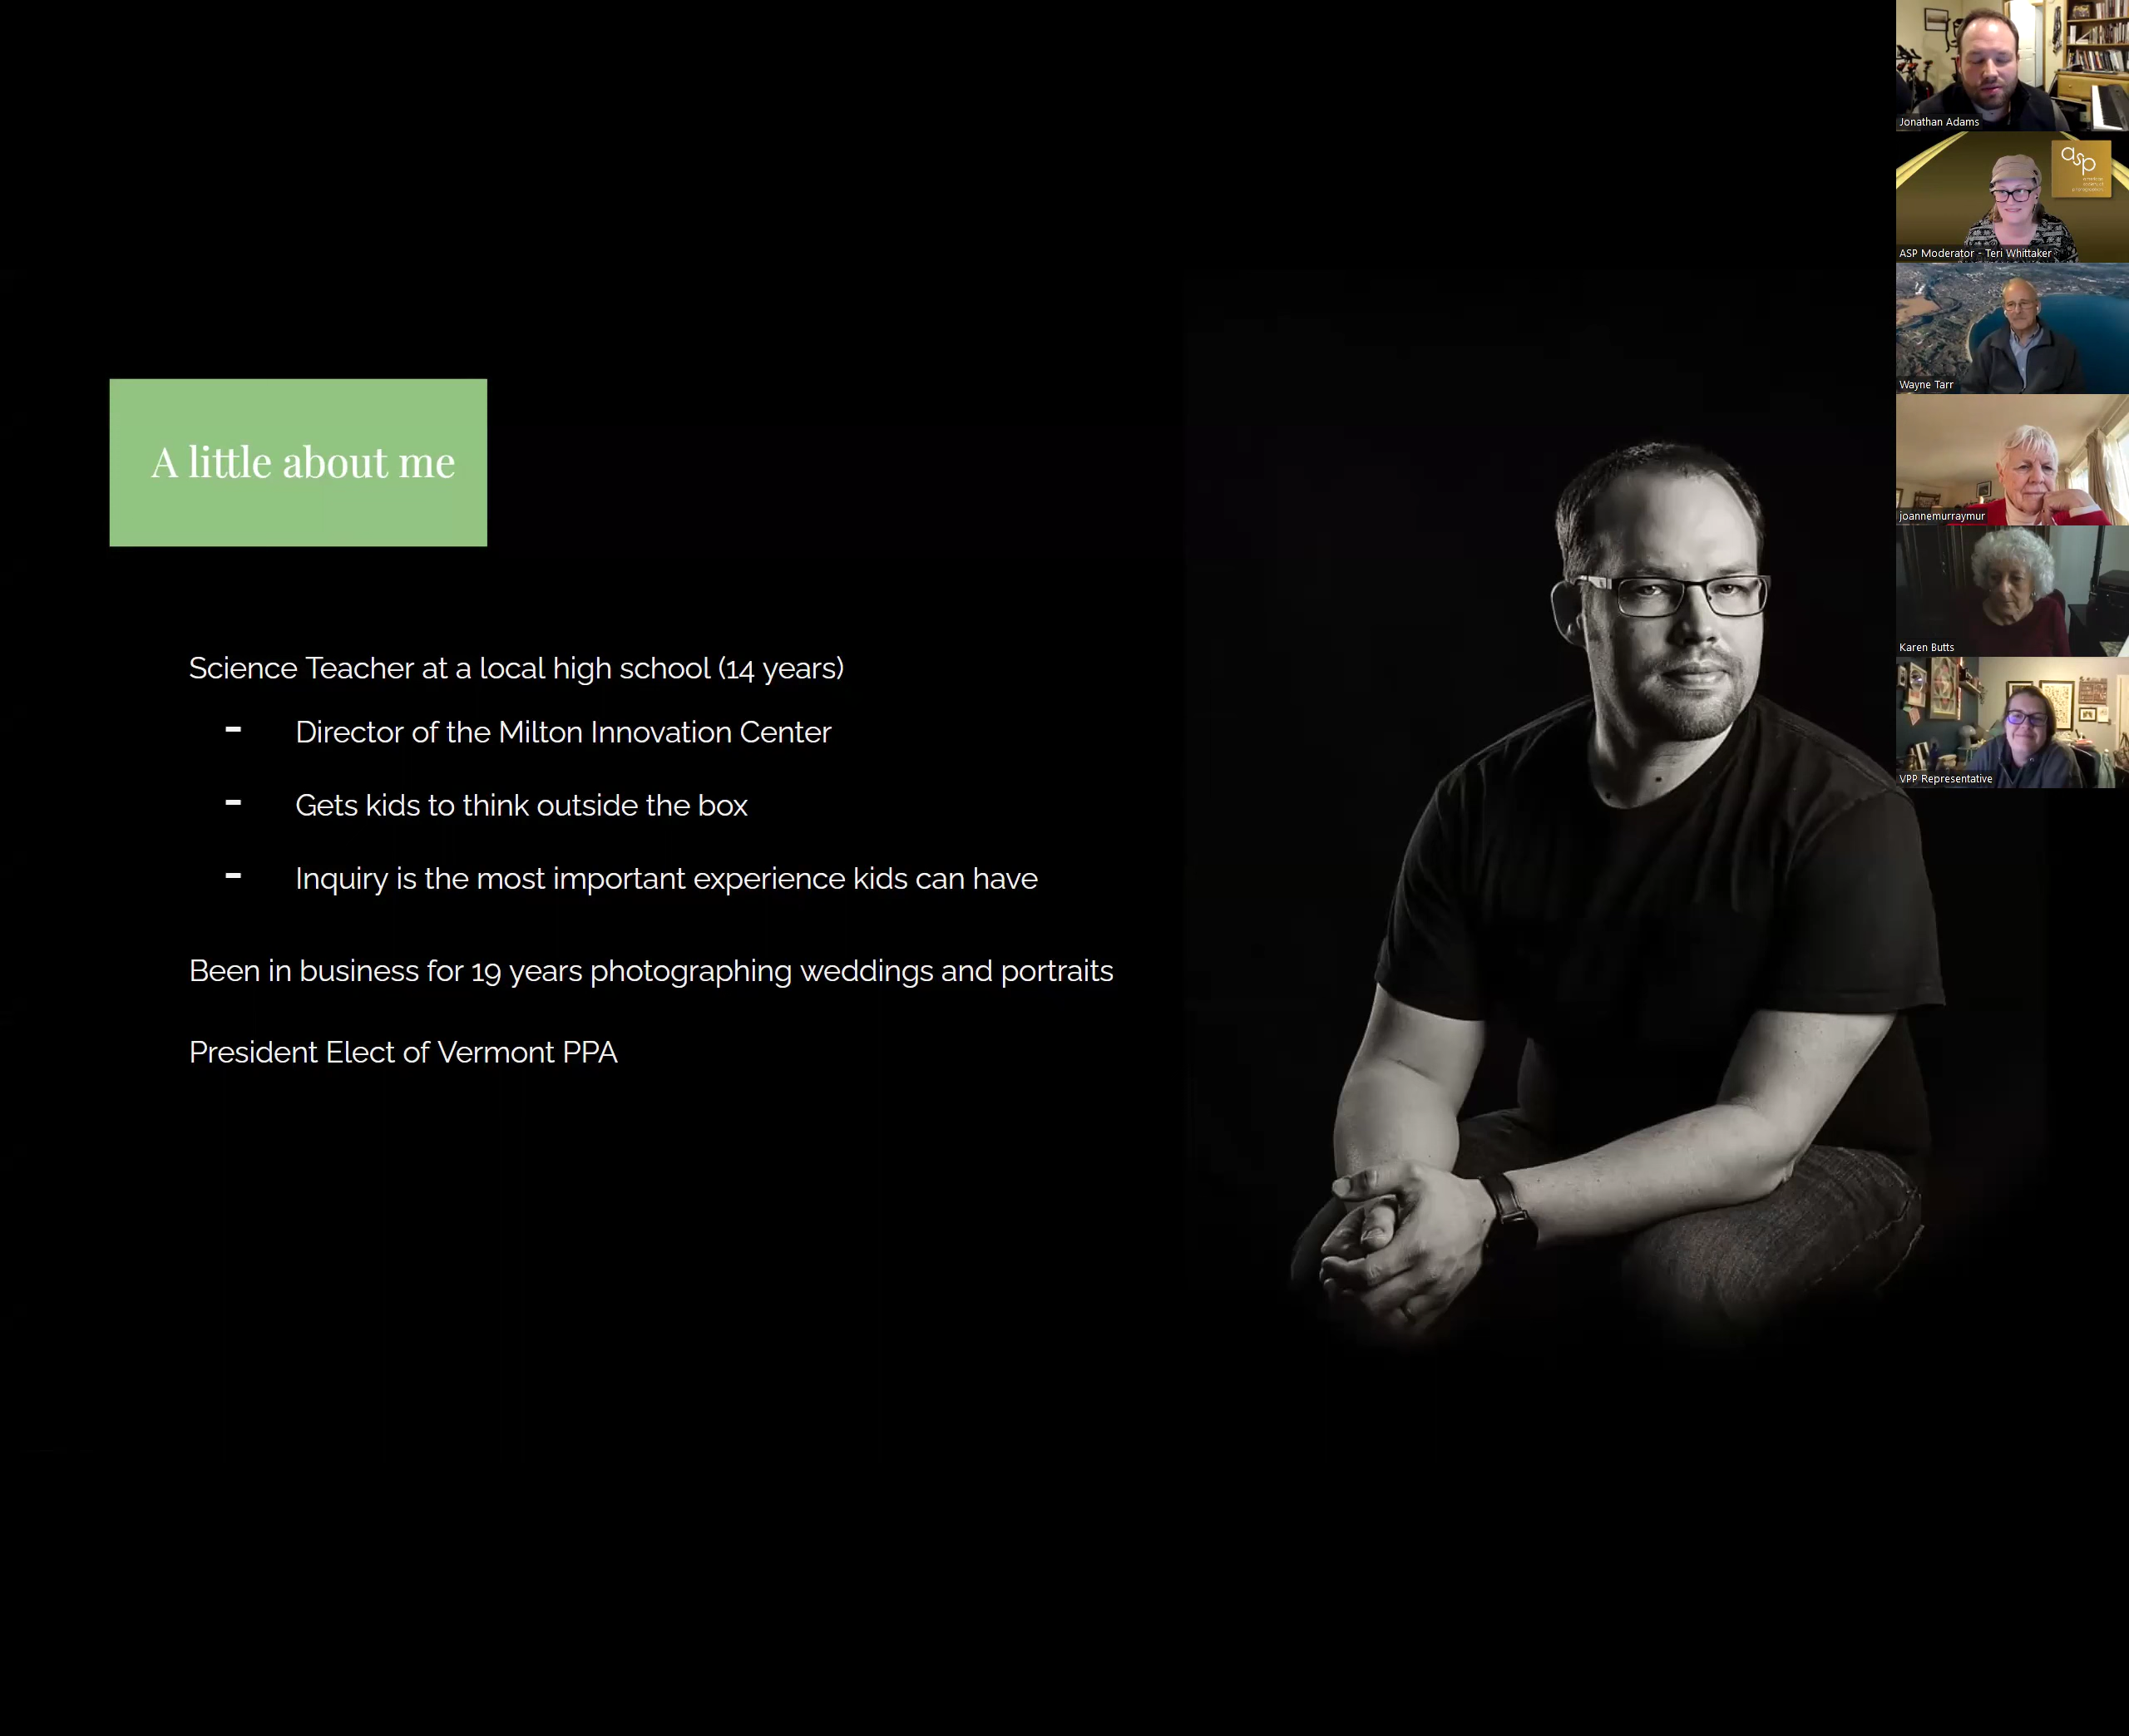 A little about me
Science Teacher at a local high school (14 years)
- Director of the Milton Innovation Center
- Gets kids to think outside the box
- Inquiry is the most important experience kids can have
Been in business for 19 years photographing weddings and portraits
President Elect of Vermont PPA
Jonathan Adams
asp
ASP Moderator - Teri Whittaker
Wayne Tarr
joannemurraymur
Karen Butts
VPP Representative